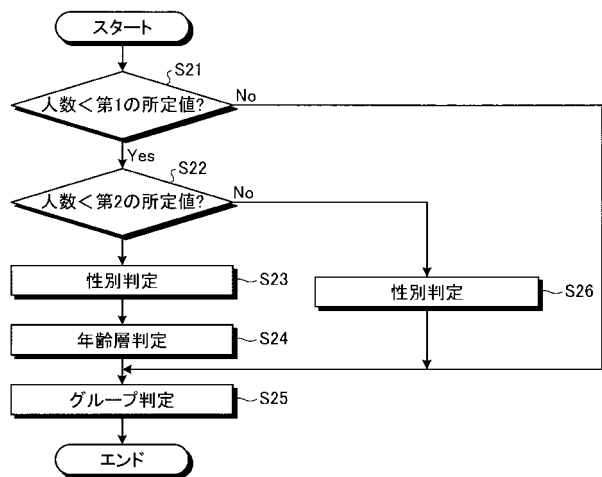 スタート
S21
人数<第1の所定値?
No
Yes
S22
人数<第2の所定値?
No
性別判定
S23
性別判定
S26
年齢層判定
S24
グループ判定
S25
エンド